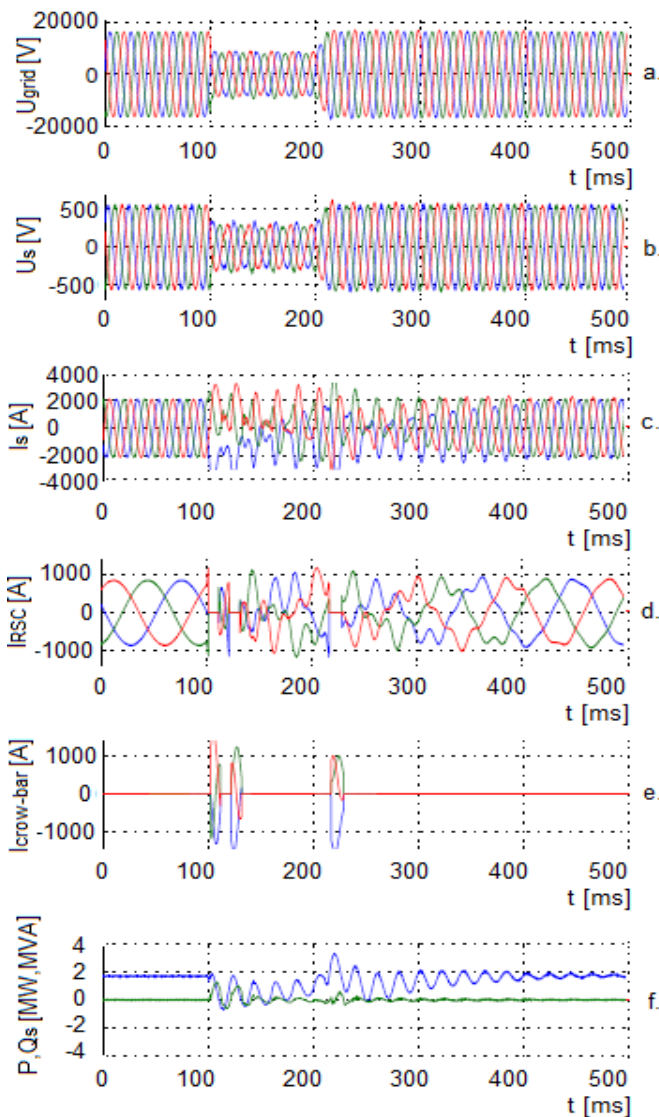 20000
Ugrid [V]
0
a.
-20000
0 100 200 300 400 500
t [ms]
500
Us [V]
0
b.
-500
0 100 200 300 400 500
t [ms]
4000
2000
Is [A]
0
c.
-2000
-4000
0 100 200 300 400 500
t [ms]
1000
IRSC [A]
0
d.
-1000
0 100 200 300 400 500
t [ms]
1000
Icrow-bar [A]
0
e.
-1000
0 100 200 300 400 500
t [ms]
4
2
P,Qs [MW,MVA]
0
f.
-2
-4
0 100 200 300 400 500
t [ms]